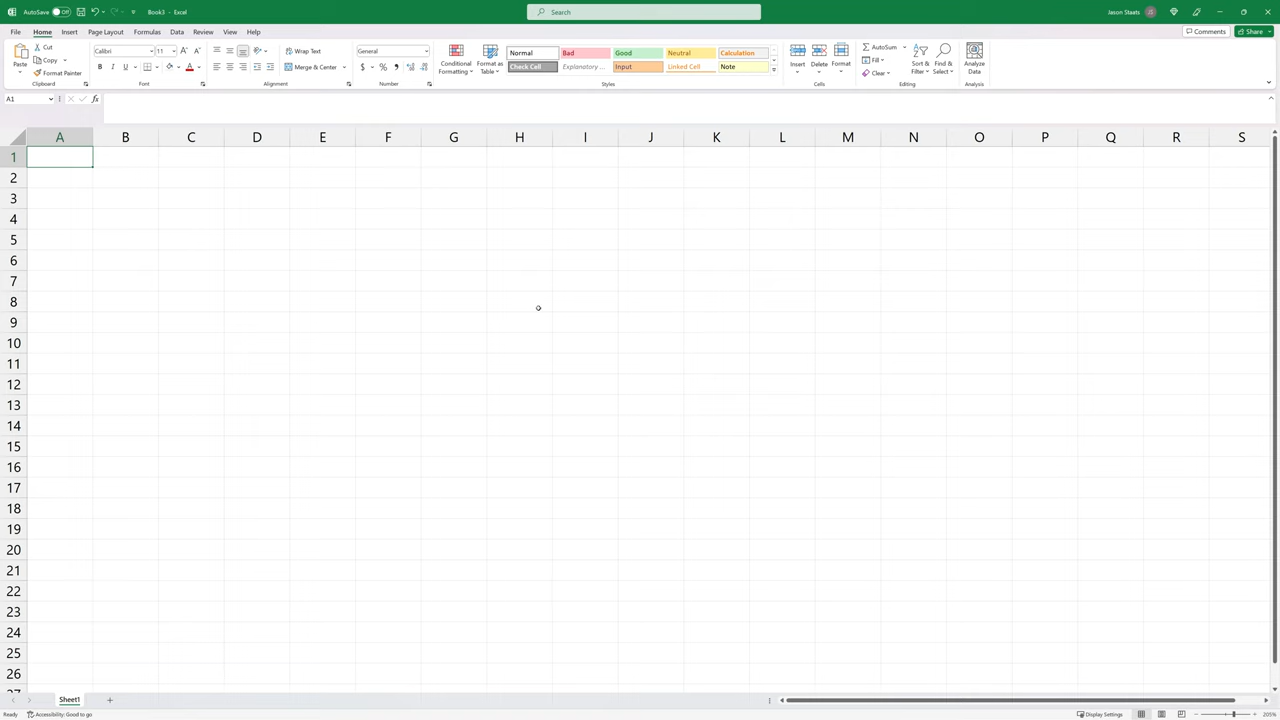 AutoSave Off Book3 - Excel Search Jason Staats JS
File Home Insert Page Layout Formulas Data Review View Help Comments Share
Paste Cut Copy Format Painter Clipboard
Calibri 11 B I U A A A Font
Wrap Text Merge & Center Alignment
General $ % , Number
Conditional Formatting Format as Table
Normal Bad Good Neutral Calculation
Check Cell Explanatory ... Input Linked Cell Note
Styles
Insert Delete Format Cells
AutoSum Fill Clear Sort & Filter Find & Select Editing
Analyze Data Analysis
A1 fx
A B C D E F G H I J K L M N O P Q R S
1
2
3
4
5
6
7
8
9
10
11
12
13
14
15
16
17
18
19
20
21
22
23
24
25
26
27
Sheet1
Ready Accessibility: Good to go Display Settings 205%